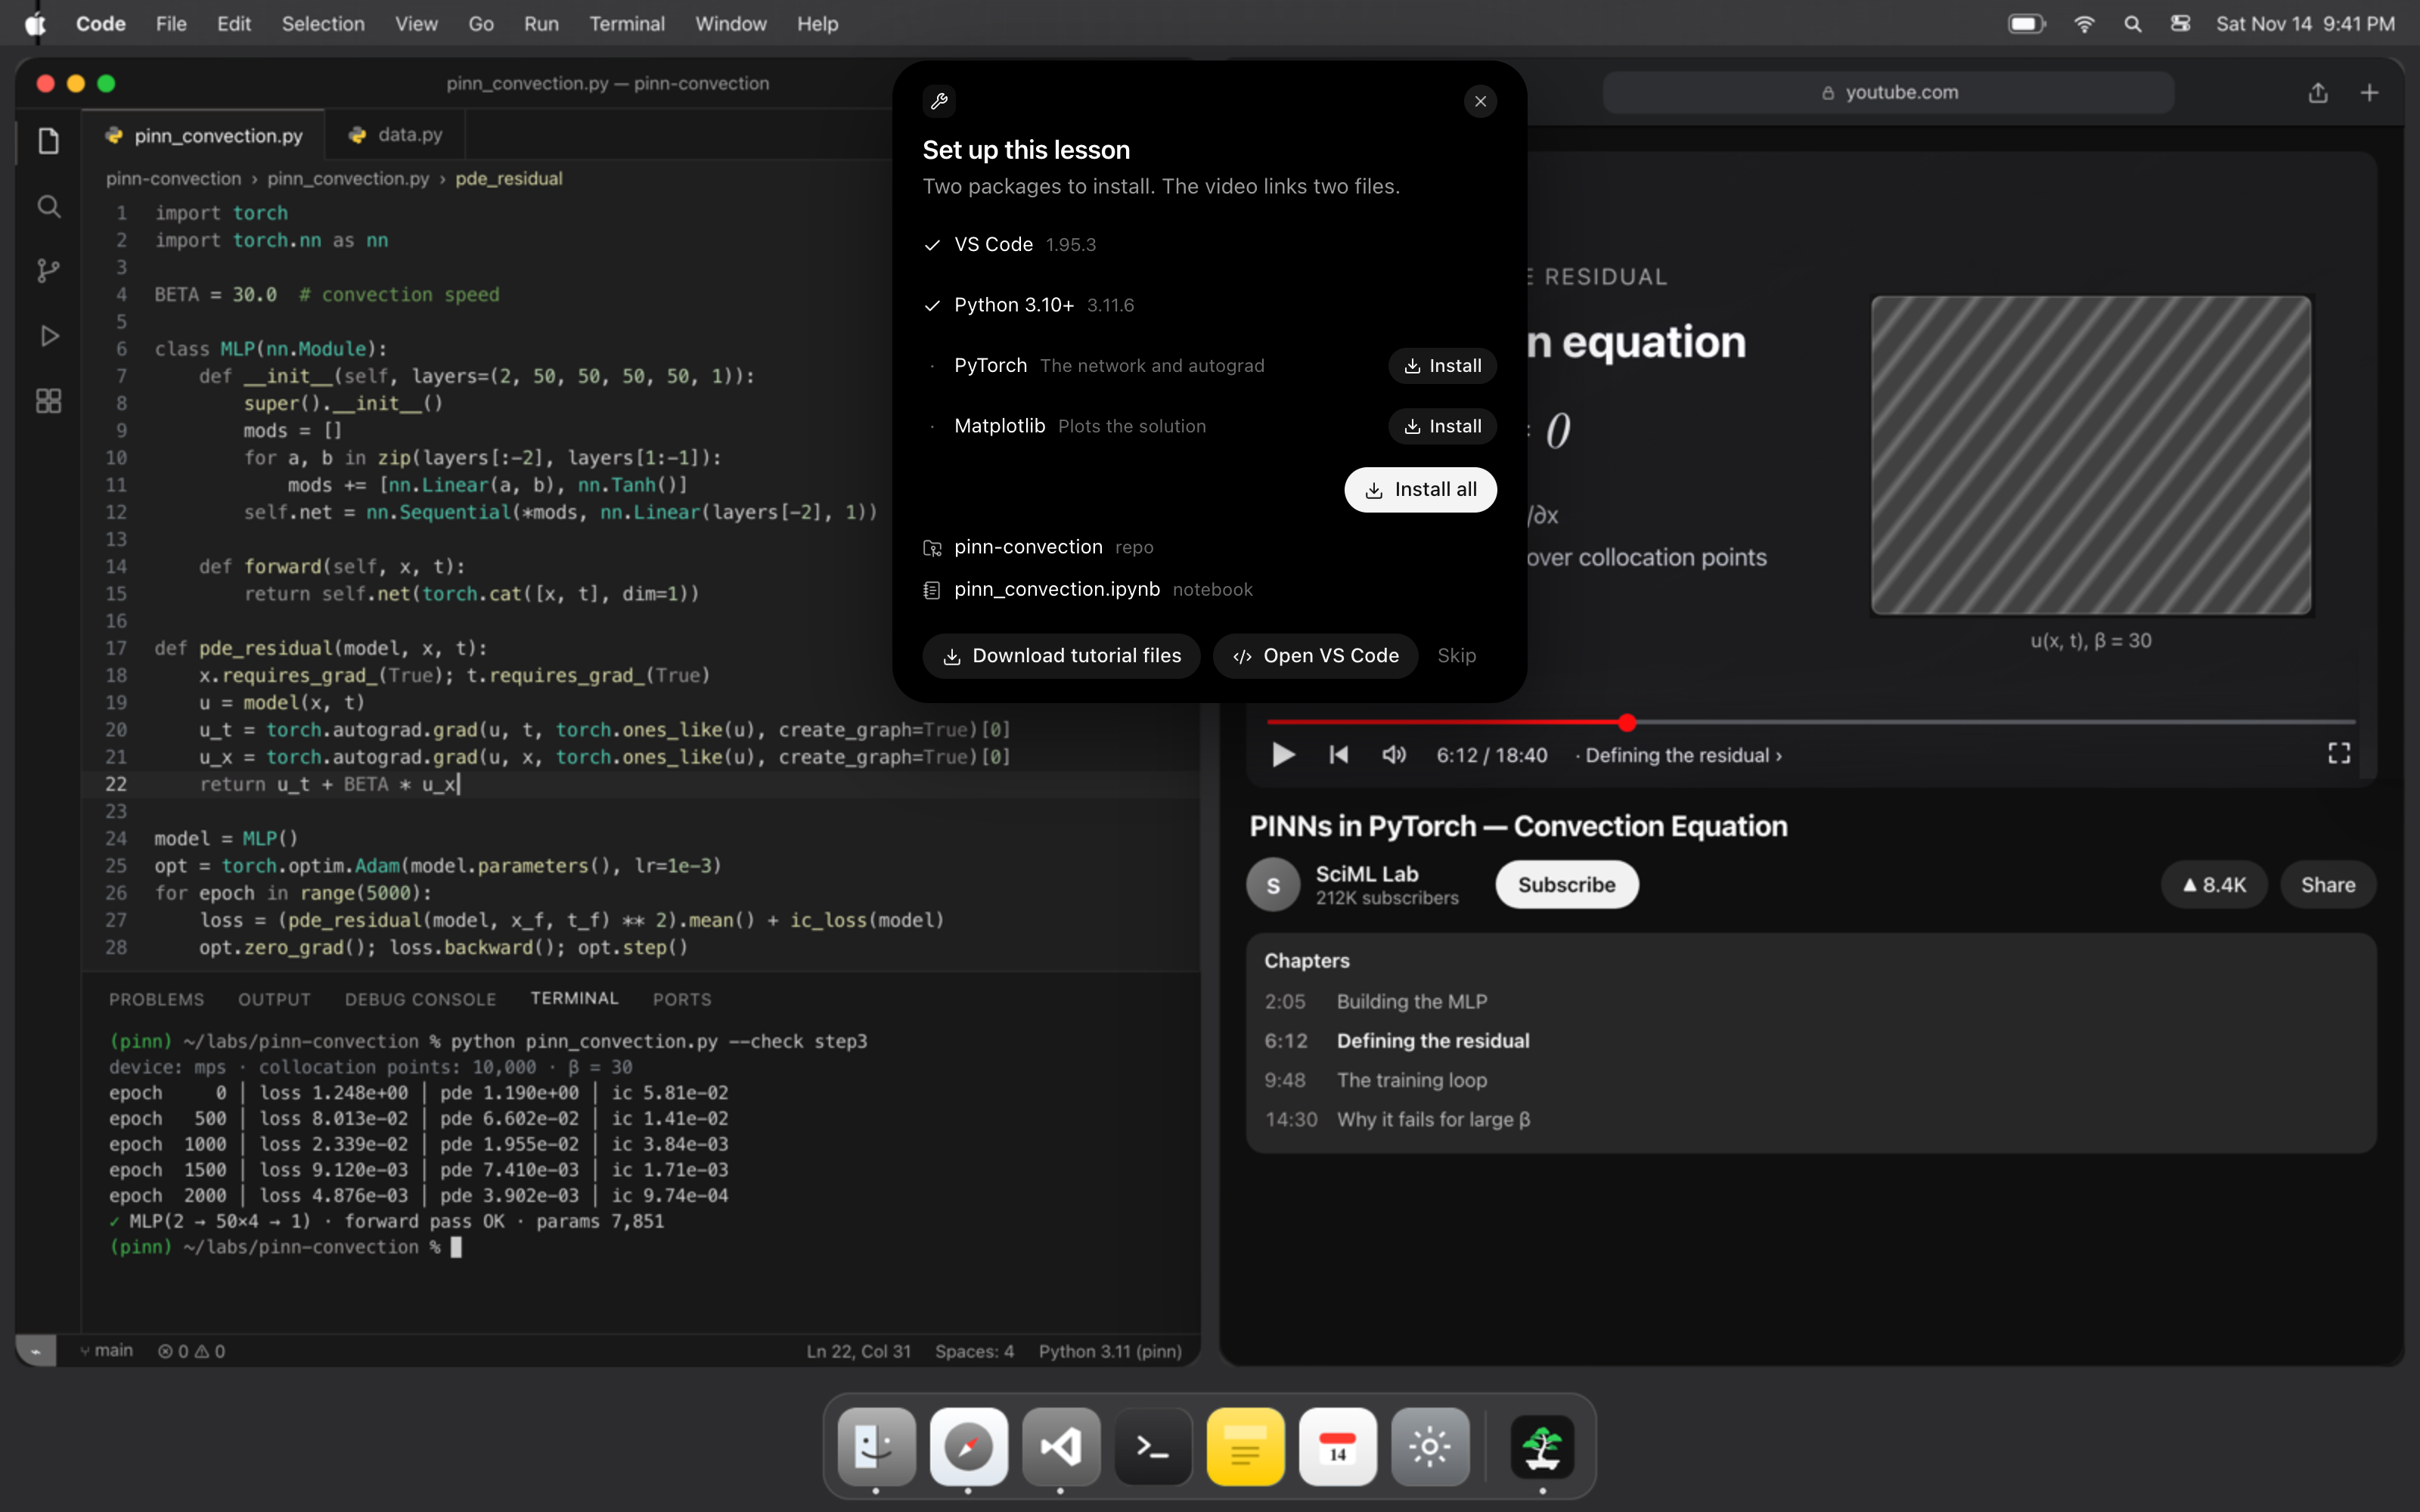 Code File Edit Selection View Go Run Terminal Window Help
Sat Nov 14 9:41 PM
pinn_convection.py — pinn-convection
pinn_convection.py
data.py
pinn-convection › pinn_convection.py › pde_residual
1 import torch
2 import torch.nn as nn
3
4 BETA = 30.0 # convection speed
5
6 class MLP(nn.Module):
7 def __init__(self, layers=(2, 50, 50, 50, 50, 1)):
8 super().__init__()
9 mods = []
10 for a, b in zip(layers[:-2], layers[1:-1]):
11 mods += [nn.Linear(a, b), nn.Tanh()]
12 self.net = nn.Sequential(*mods, nn.Linear(layers[-2], 1))
13
14 def forward(self, x, t):
15 return self.net(torch.cat([x, t], dim=1))
16
17 def pde_residual(model, x, t):
18 x.requires_grad_(True); t.requires_grad_(True)
19 u = model(x, t)
20 u_t = torch.autograd.grad(u, t, torch.ones_like(u), create_graph=True)[0]
21 u_x = torch.autograd.grad(u, x, torch.ones_like(u), create_graph=True)[0]
22 return u_t + BETA * u_x
23
24 model = MLP()
25 opt = torch.optim.Adam(model.parameters(), lr=1e-3)
26 for epoch in range(5000):
27 loss = (pde_residual(model, x_f, t_f) ** 2).mean() + ic_loss(model)
28 opt.zero_grad(); loss.backward(); opt.step()
PROBLEMS OUTPUT DEBUG CONSOLE TERMINAL PORTS
(pinn) ~/labs/pinn-convection % python pinn_convection.py --check step3
device: mps · collocation points: 10,000 · β = 30
epoch 0 | loss 1.248e+00 | pde 1.190e+00 | ic 5.81e-02
epoch 500 | loss 8.013e-02 | pde 6.602e-02 | ic 1.41e-02
epoch 1000 | loss 2.339e-02 | pde 1.955e-02 | ic 3.84e-03
epoch 1500 | loss 9.120e-03 | pde 7.410e-03 | ic 1.71e-03
epoch 2000 | loss 4.876e-03 | pde 3.902e-03 | ic 9.74e-04
✓ MLP(2 → 50×4 → 1) · forward pass OK · params 7,851
(pinn) ~/labs/pinn-convection %
main 0 0
Ln 22, Col 31 Spaces: 4 Python 3.11 (pinn)
Set up this lesson
Two packages to install. The video links two files.
✓ VS Code 1.95.3
✓ Python 3.10+ 3.11.6
· PyTorch The network and autograd Install
· Matplotlib Plots the solution Install
Install all
pinn-convection repo
pinn_convection.ipynb notebook
Download tutorial files </> Open VS Code Skip
youtube.com
RESIDUAL
n equation
0
/∂x
over collocation points
u(x, t), β = 30
6:12 / 18:40 · Defining the residual ›
PINNs in PyTorch — Convection Equation
S
SciML Lab
212K subscribers
Subscribe
▲ 8.4K
Share
Chapters
2:05 Building the MLP
6:12 Defining the residual
9:48 The training loop
14:30 Why it fails for large β
14